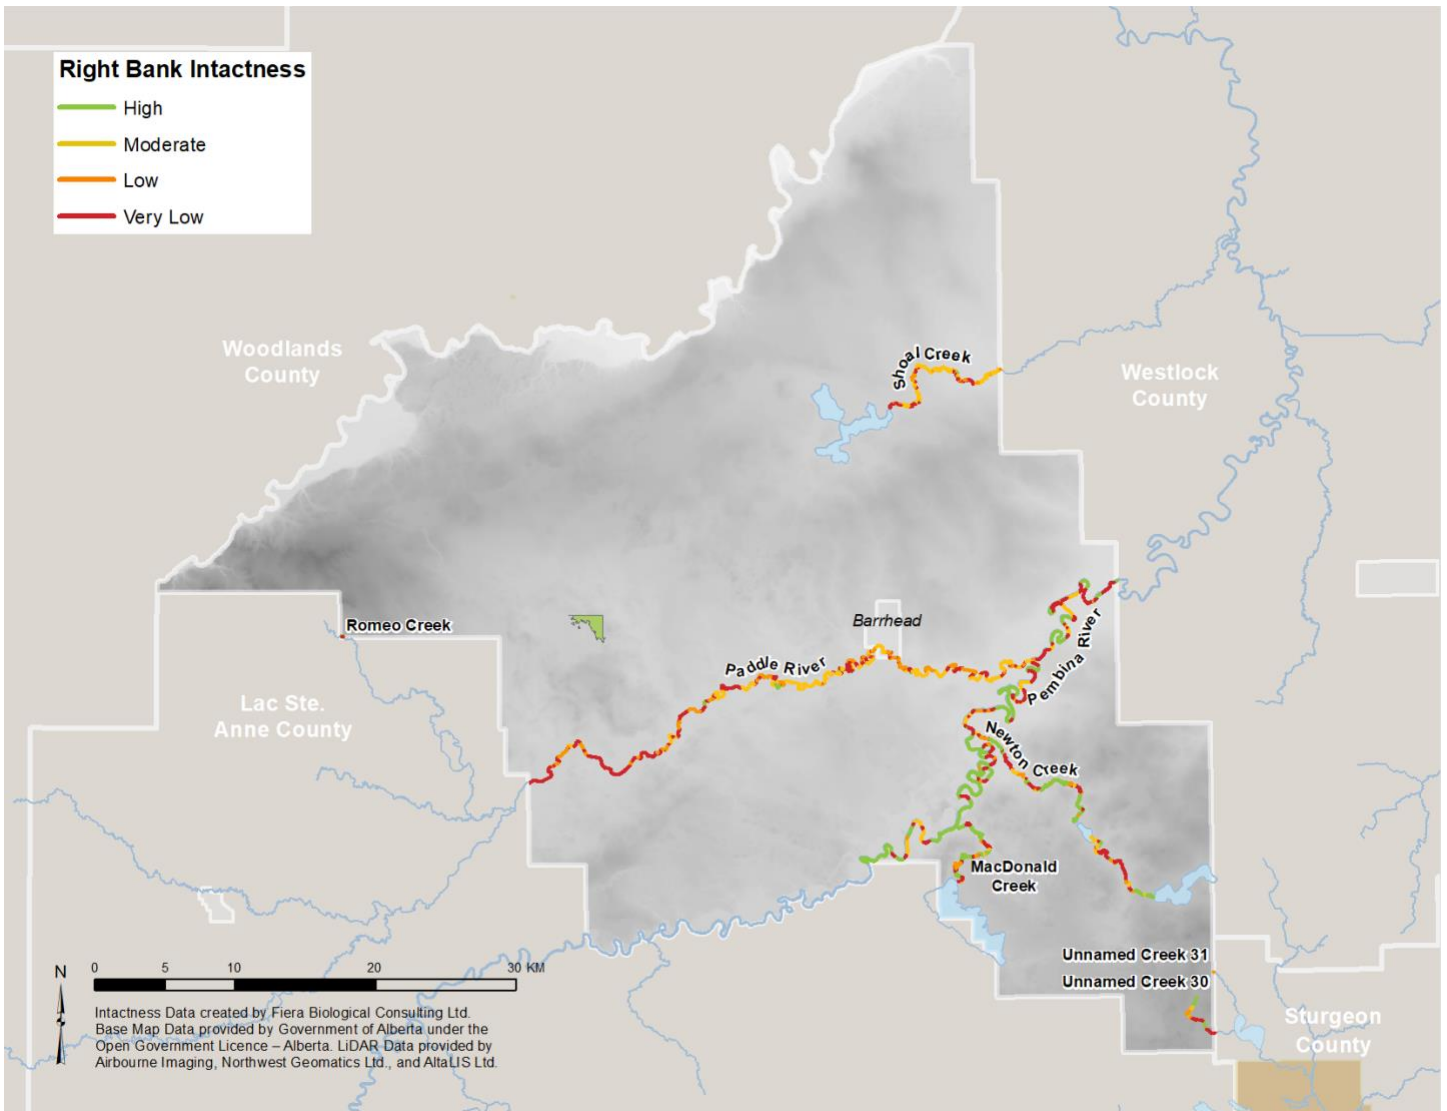 Right Bank Intactness
High
Moderate
Low
Very Low
Woodlands
County
Shoal Creek
Westlock
County
Romeo Creek
Barrhead
Paddle River
Pembina River
Lac Ste.
Anne County
Newton Creek
MacDonald
Creek
Unnamed Creek 31
Unnamed Creek 30
Sturgeon
County
N
0 5 10 20 30 KM
Intactness Data created by Fiera Biological Consulting Ltd.
Base Map Data provided by Government of Alberta under the
Open Government Licence – Alberta. LiDAR Data provided by
Airbourne Imaging, Northwest Geomatics Ltd., and AltaLIS Ltd.